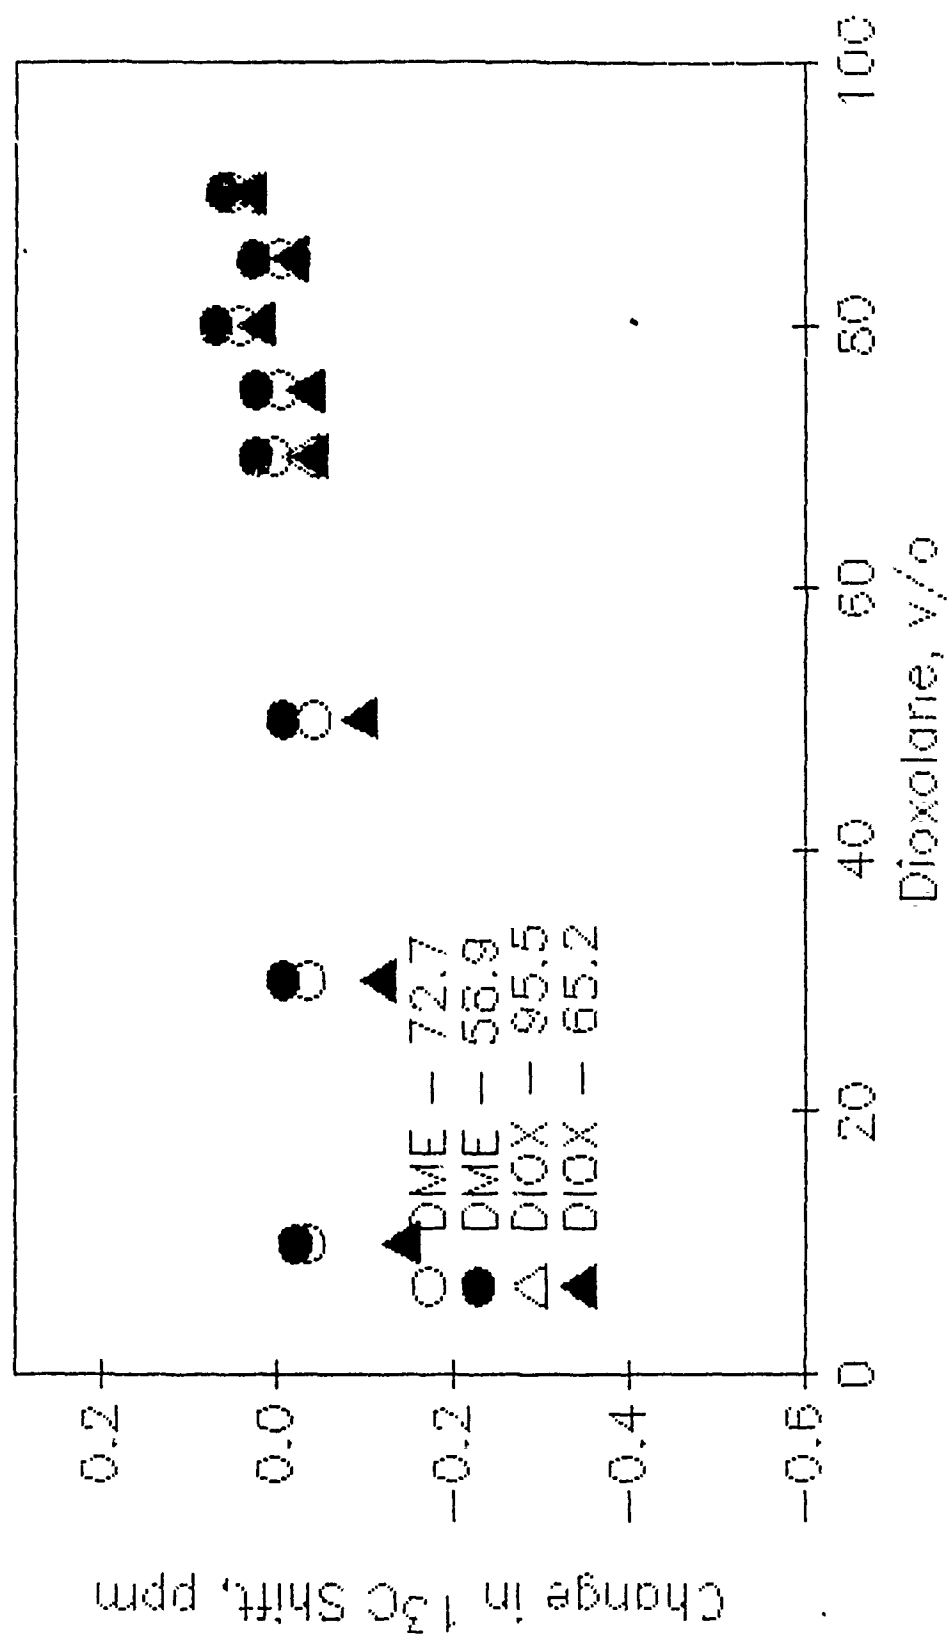 Change in 13C Shift, ppm
0.2
0.0
-0.2
-0.4
-0.6
DME - 72.7
DME - 58.9
DIOX - 95.5
DIOX - 65.2
0 20 40 60 80 100
Dioxolane, v/o